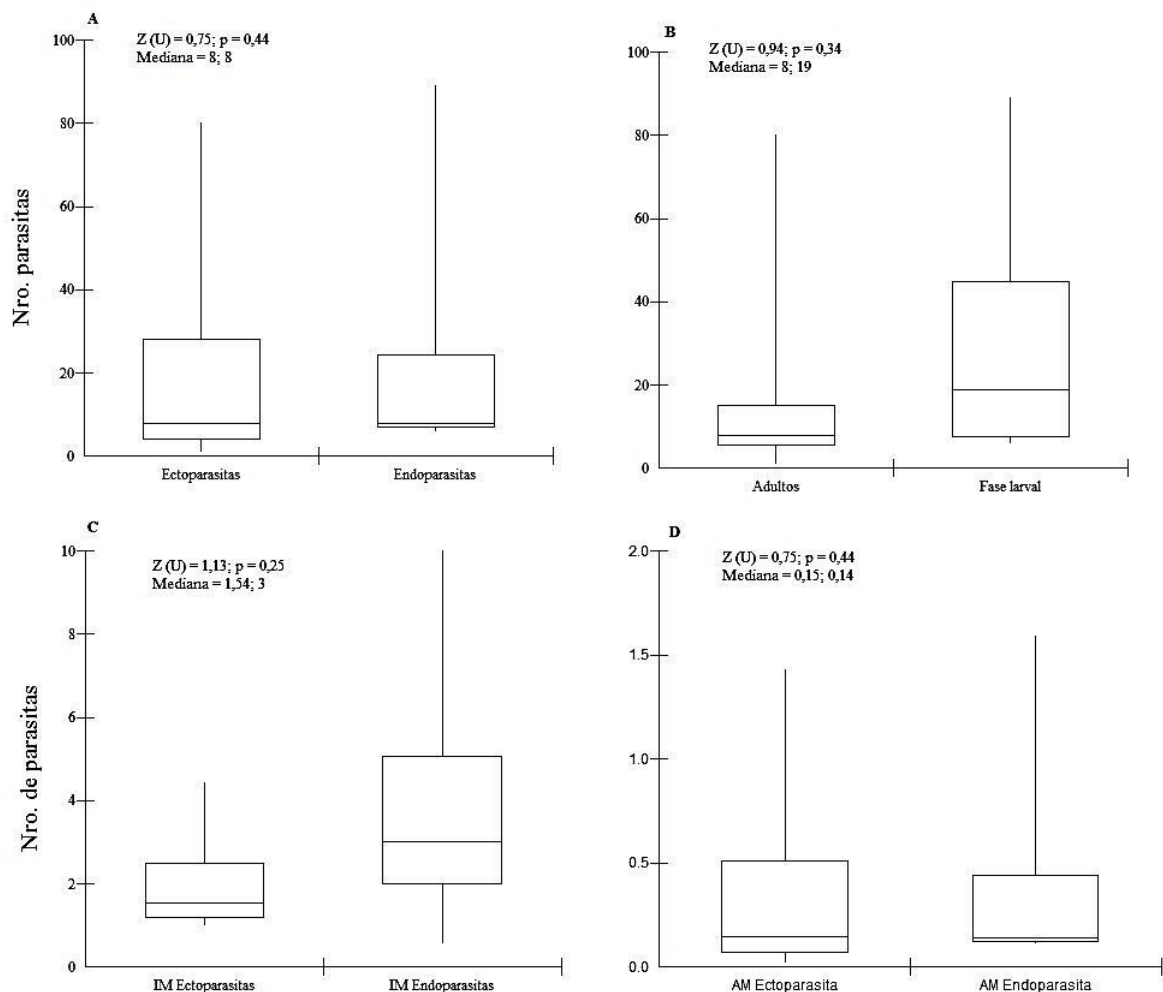 A
Z (U) = 0,75; p = 0,44
Mediana = 8; 8
100
80
60
40
20
0
Nro. parasitas
Ectoparasitas
Endoparasitas
B
Z (U) = 0,94; p = 0,34
Mediana = 8; 19
100
80
60
40
20
0
Adultos
Fase larval
C
Z (U) = 1,13; p = 0,25
Mediana = 1,54; 3
10
8
6
4
2
0
Nro. de parasitas
IM Ectoparasitas
IM Endoparasitas
D
Z (U) = 0,75; p = 0,44
Mediana = 0,15; 0,14
2.0
1.5
1.0
0.5
0.0
AM Ectoparasita
AM Endoparasita